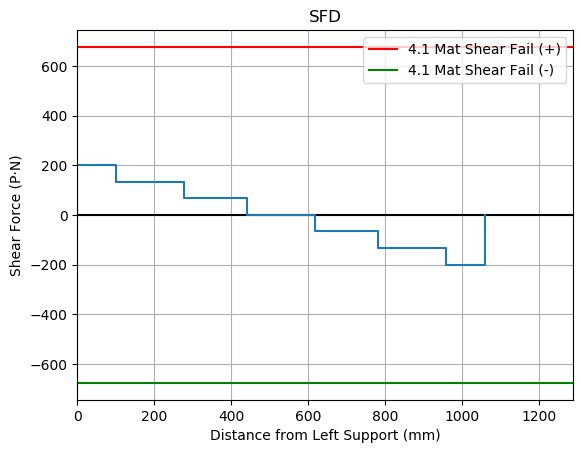 SFD
4.1 Mat Shear Fail (+)
4.1 Mat Shear Fail (-)
Shear Force (P·N)
600
400
200
0
−200
−400
−600
0 200 400 600 800 1000 1200
Distance from Left Support (mm)